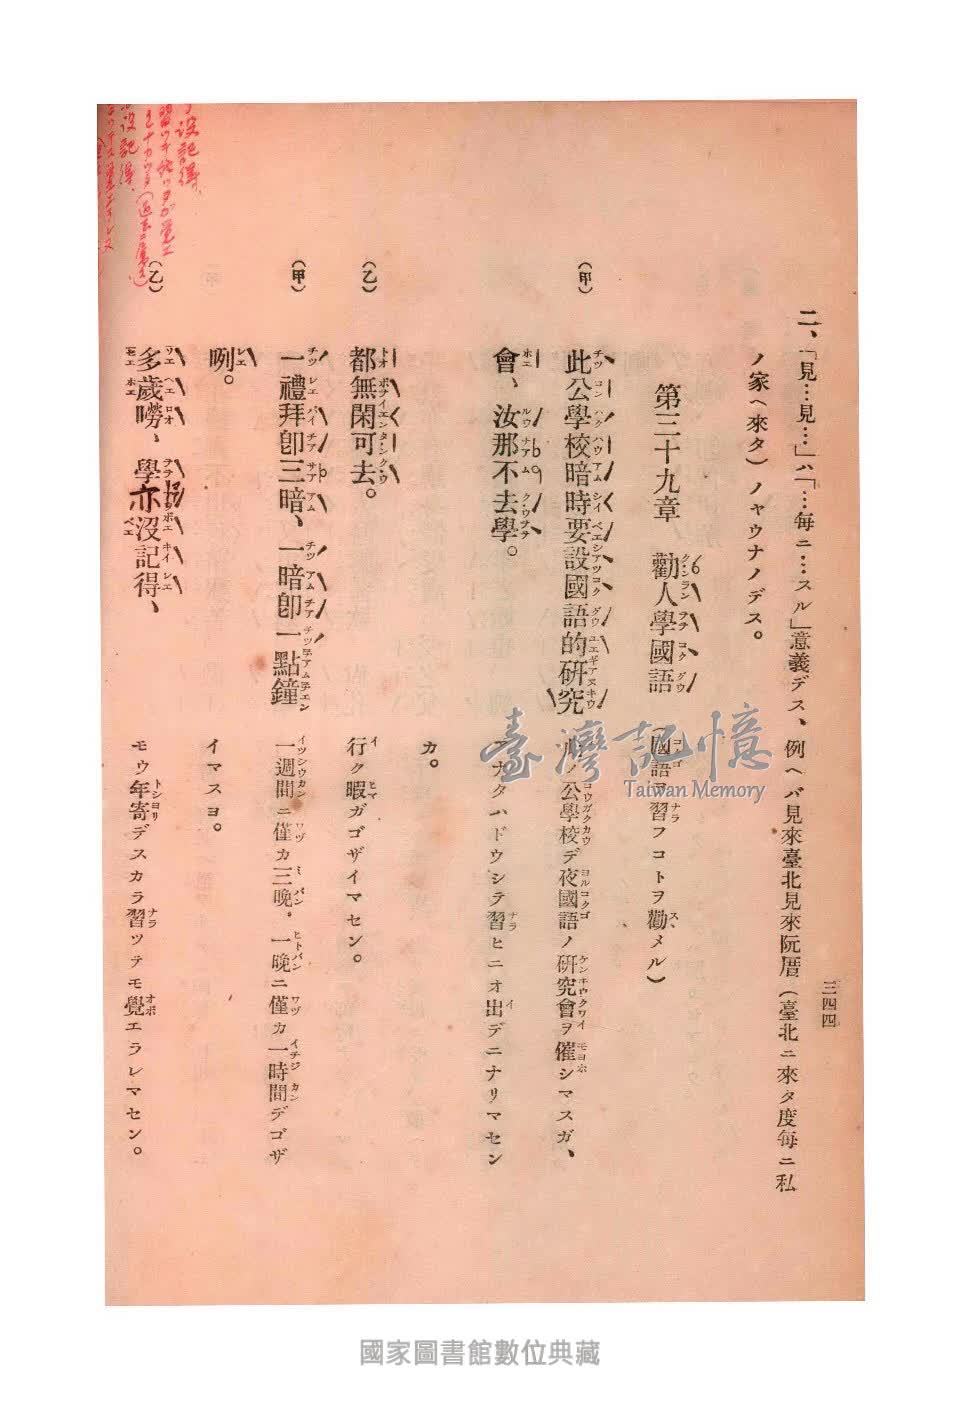 二、「見…見…」ハ「…每ニ…スル」意義デス、例ヘバ見來臺北見來阮厝(臺北ニ來タ度每ニ私
ノ家ヘ來タ)ノヤウナノデス。
三四四
第三十九章 勸人學國語 (國語ヲ習フコトヲ勸メル)
(甲) 此公學校暗時要設國語的研究 此ノ公學校デ夜國語ノ研究會ヲ催シマスガ、
會、汝那不去學。 アナタハドウシテ習ヒニオ出デニナリマセン
カ。
(乙) 都無閑可去。 行ク暇ガゴザイマセン。
(甲) 一禮拜卽三暗、一暗卽一點鐘 一週間ニ僅カ三晚。一晚ニ僅カ一時間デゴザ
咧。 イマスヨ。
(乙) 多歲嘮、學亦沒記得、 モウ年寄デスカラ習ツテモ覺エラレマセン。
沒記得
沒記得
臺灣記憶
Taiwan Memory
國家圖書館數位典藏